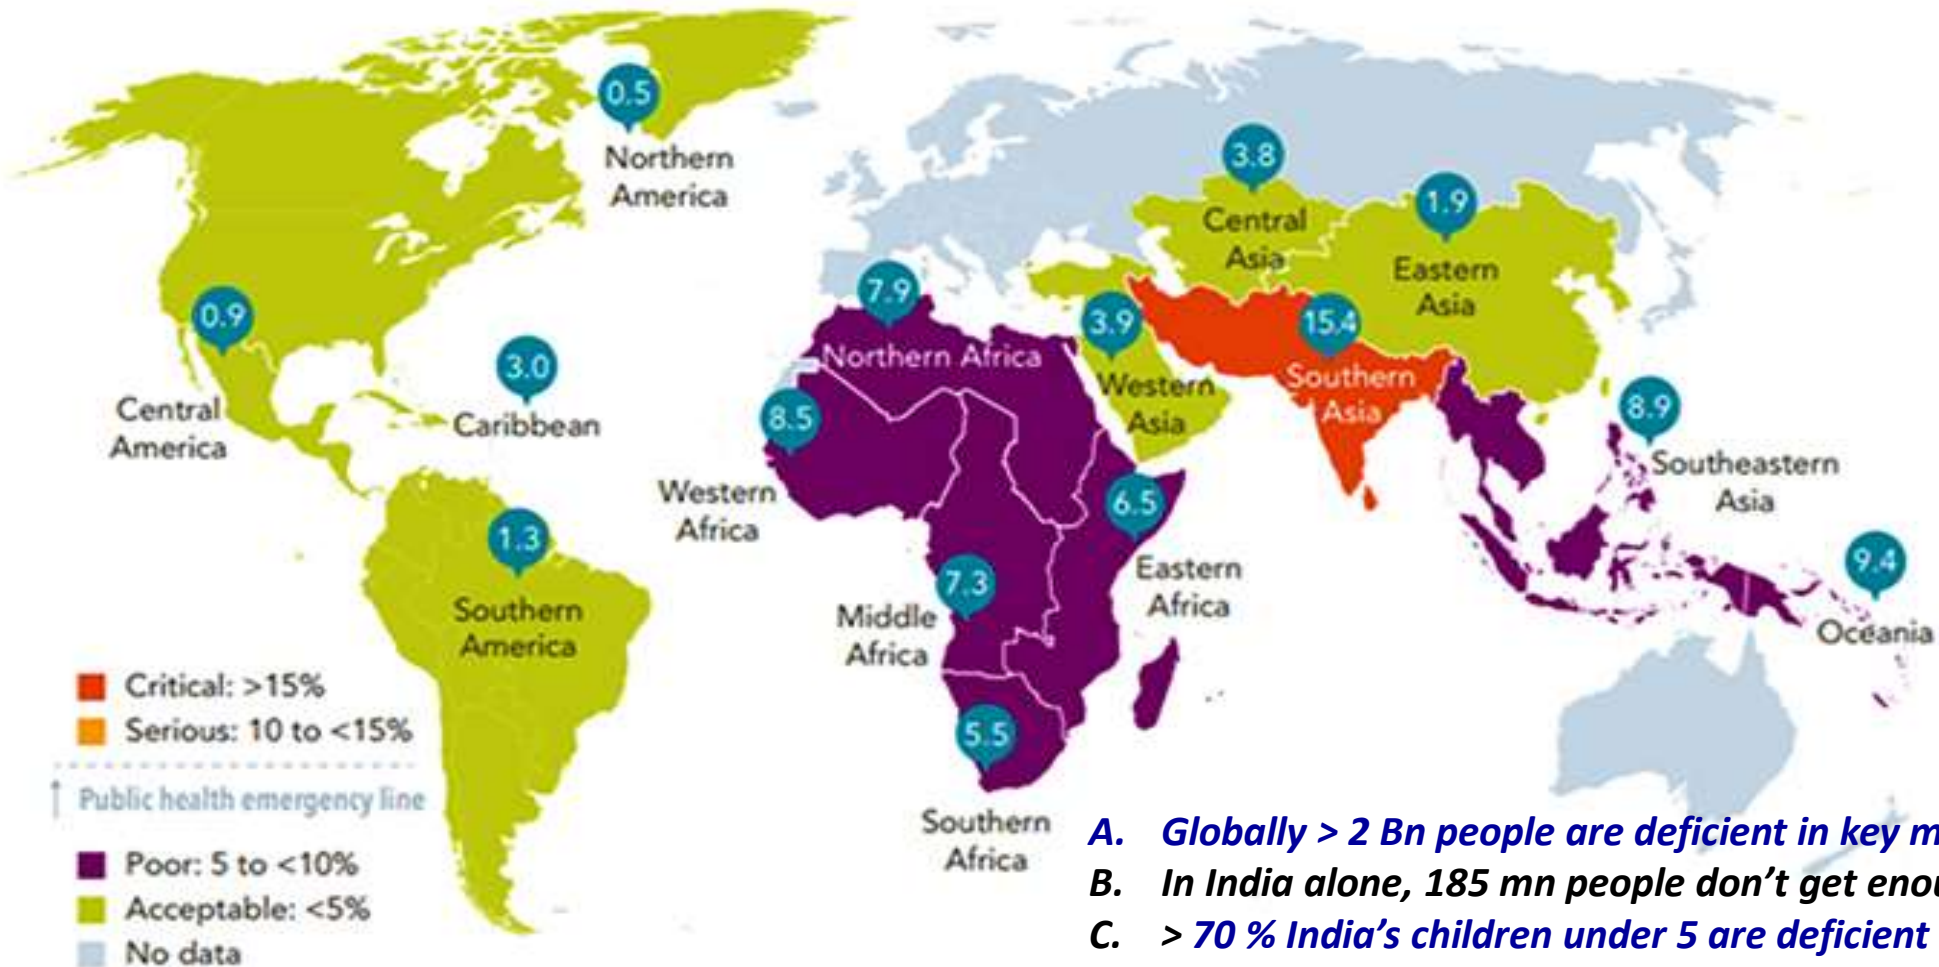 0.5
Northern
America
0.9
Central
America
3.0
Caribbean
1.3
Southern
America
7.9
Northern Africa
8.5
Western
Africa
7.3
Middle
Africa
6.5
Eastern
Africa
5.5
Southern
Africa
3.8
Central
Asia
1.9
Eastern
Asia
3.9
Western
Asia
15.4
Southern
Asia
8.9
Southeastern
Asia
9.4
Oceania
Critical: >15%
Serious: 10 to <15%
↑ Public health emergency line
Poor: 5 to <10%
Acceptable: <5%
No data
A. Globally > 2 Bn people are deficient in key
B. In India alone, 185 mn people don’t get
C. > 70 % India’s children under 5 are deficient